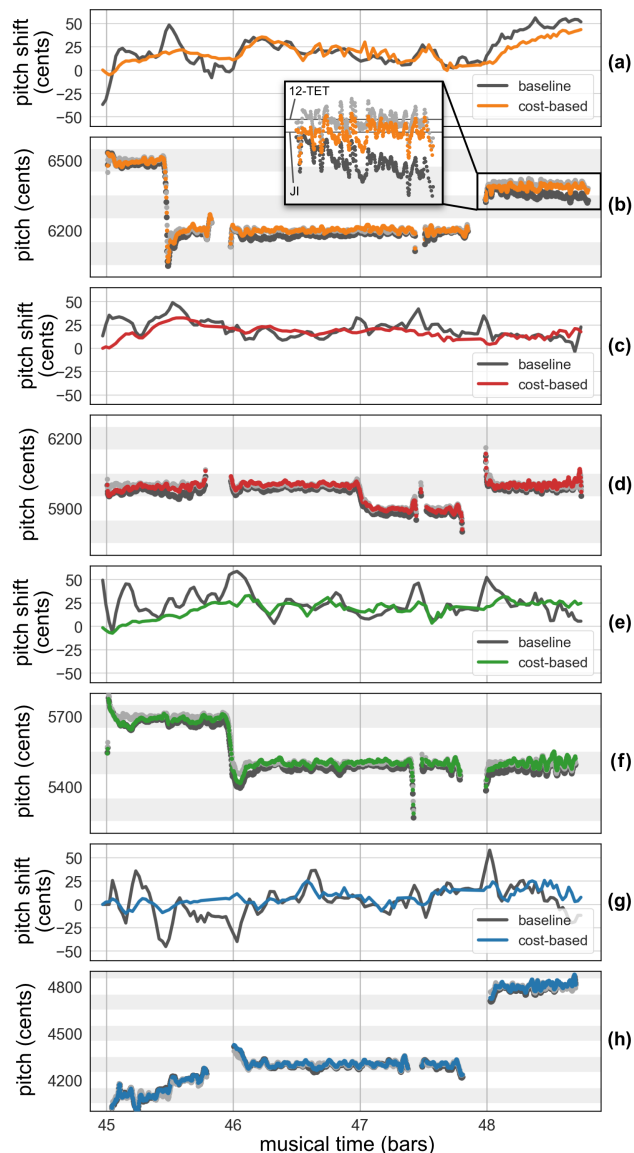 50
25
0
−25
−50
pitch shift
(cents)
baseline
cost-based
(a)
12-TET
JI
6500
6200
pitch (cents)
(b)
50
25
0
−25
−50
pitch shift
(cents)
baseline
cost-based
(c)
6200
5900
pitch (cents)
(d)
50
25
0
−25
−50
pitch shift
(cents)
baseline
cost-based
(e)
5700
5400
pitch (cents)
(f)
50
25
0
−25
−50
pitch shift
(cents)
baseline
cost-based
(g)
4800
4500
4200
pitch (cents)
(h)
45 46 47 48
musical time (bars)